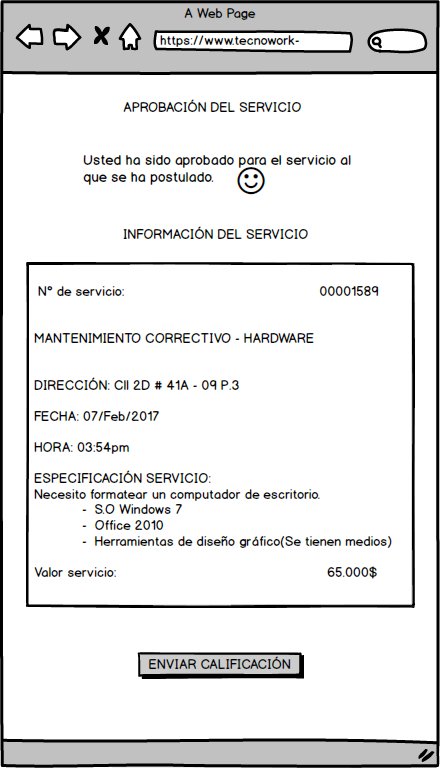 A Web Page
https://www.tecnowork-
APROBACIÓN DEL SERVICIO
Usted ha sido aprobado para el servicio al
que se ha postulado.
INFORMACIÓN DEL SERVICIO
N° de servicio: 00001589
MANTENIMIENTO CORRECTIVO - HARDWARE
DIRECCIÓN: Cll 2D # 41A - 09 P.3
FECHA: 07/Feb/2017
HORA: 03:54pm
ESPECIFICACIÓN SERVICIO:
Necesito formatear un computador de escritorio.
- S.O Windows 7
- Office 2010
- Herramientas de diseño gráfico(Se tienen medios)
Valor servicio: 65.000$
ENVIAR CALIFICACIÓN